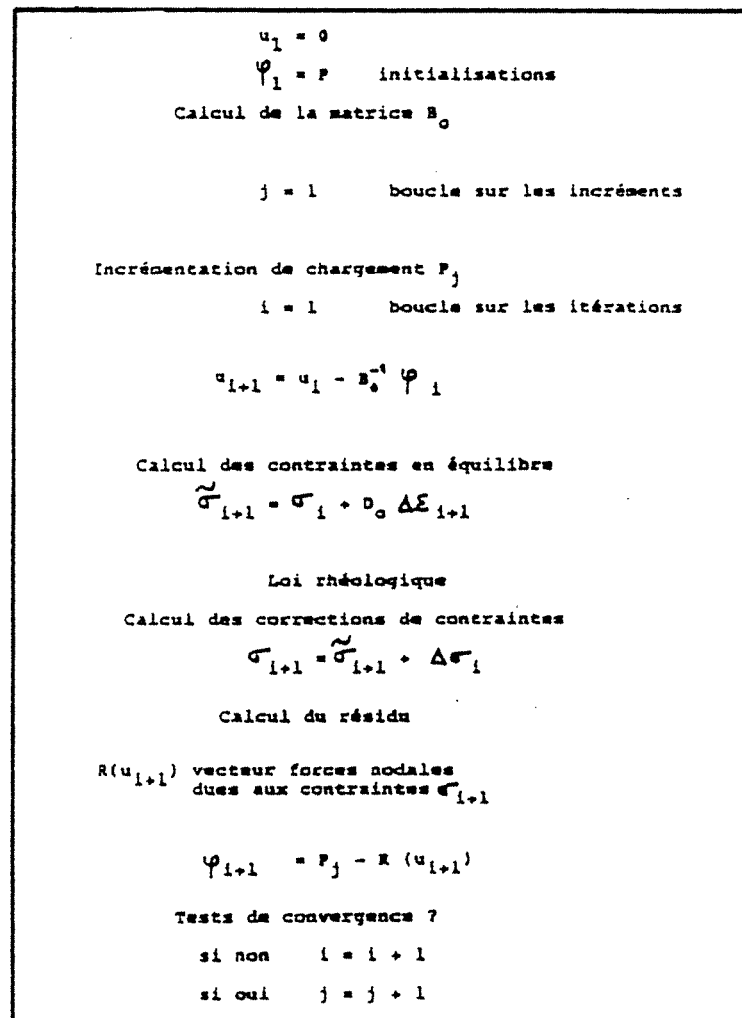 u₁ = 0
φ₁ = P initialisations
Calcul de la matrice B₀
j = 1 boucle sur les incréments
Incrémentation de chargement Pⱼ
i = 1 boucle sur les itérations
uᵢ₊₁ = uᵢ - B₀⁻¹ φᵢ
Calcul des contraintes en équilibre
σ̃ᵢ₊₁ = σᵢ + D₀ Δεᵢ₊₁
Loi rhéologique
Calcul des corrections de contraintes
σᵢ₊₁ = σ̃ᵢ₊₁ + Δσᵢ
Calcul du résidu
R(uᵢ₊₁) vecteur forces nodales
dues aux contraintes σᵢ₊₁
φᵢ₊₁ = Pⱼ - R (uᵢ₊₁)
Tests de convergence ?
si non i = i + 1
si oui j = j + 1